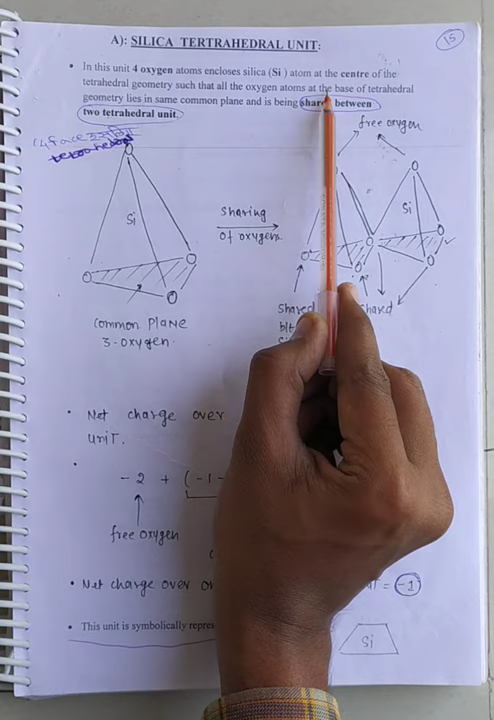 15
A): SILICA TERTRAHEDRAL UNIT:
• In this unit 4 oxygen atoms encloses silica (Si ) atom at the centre of the
tetrahedral geometry such that all the oxygen atoms at the base of tetrahedral
geometry lies in same common plane and is being shared between
two tetrahedral unit.
free oxygen
Si
Si
sharing
of oxygens
Shared
Shared
common plane
3-oxygen.
• Net charge over
unit.
• -2 + (-1-
free oxygen
• Net charge over
= -1
• This unit is symbolically
Si